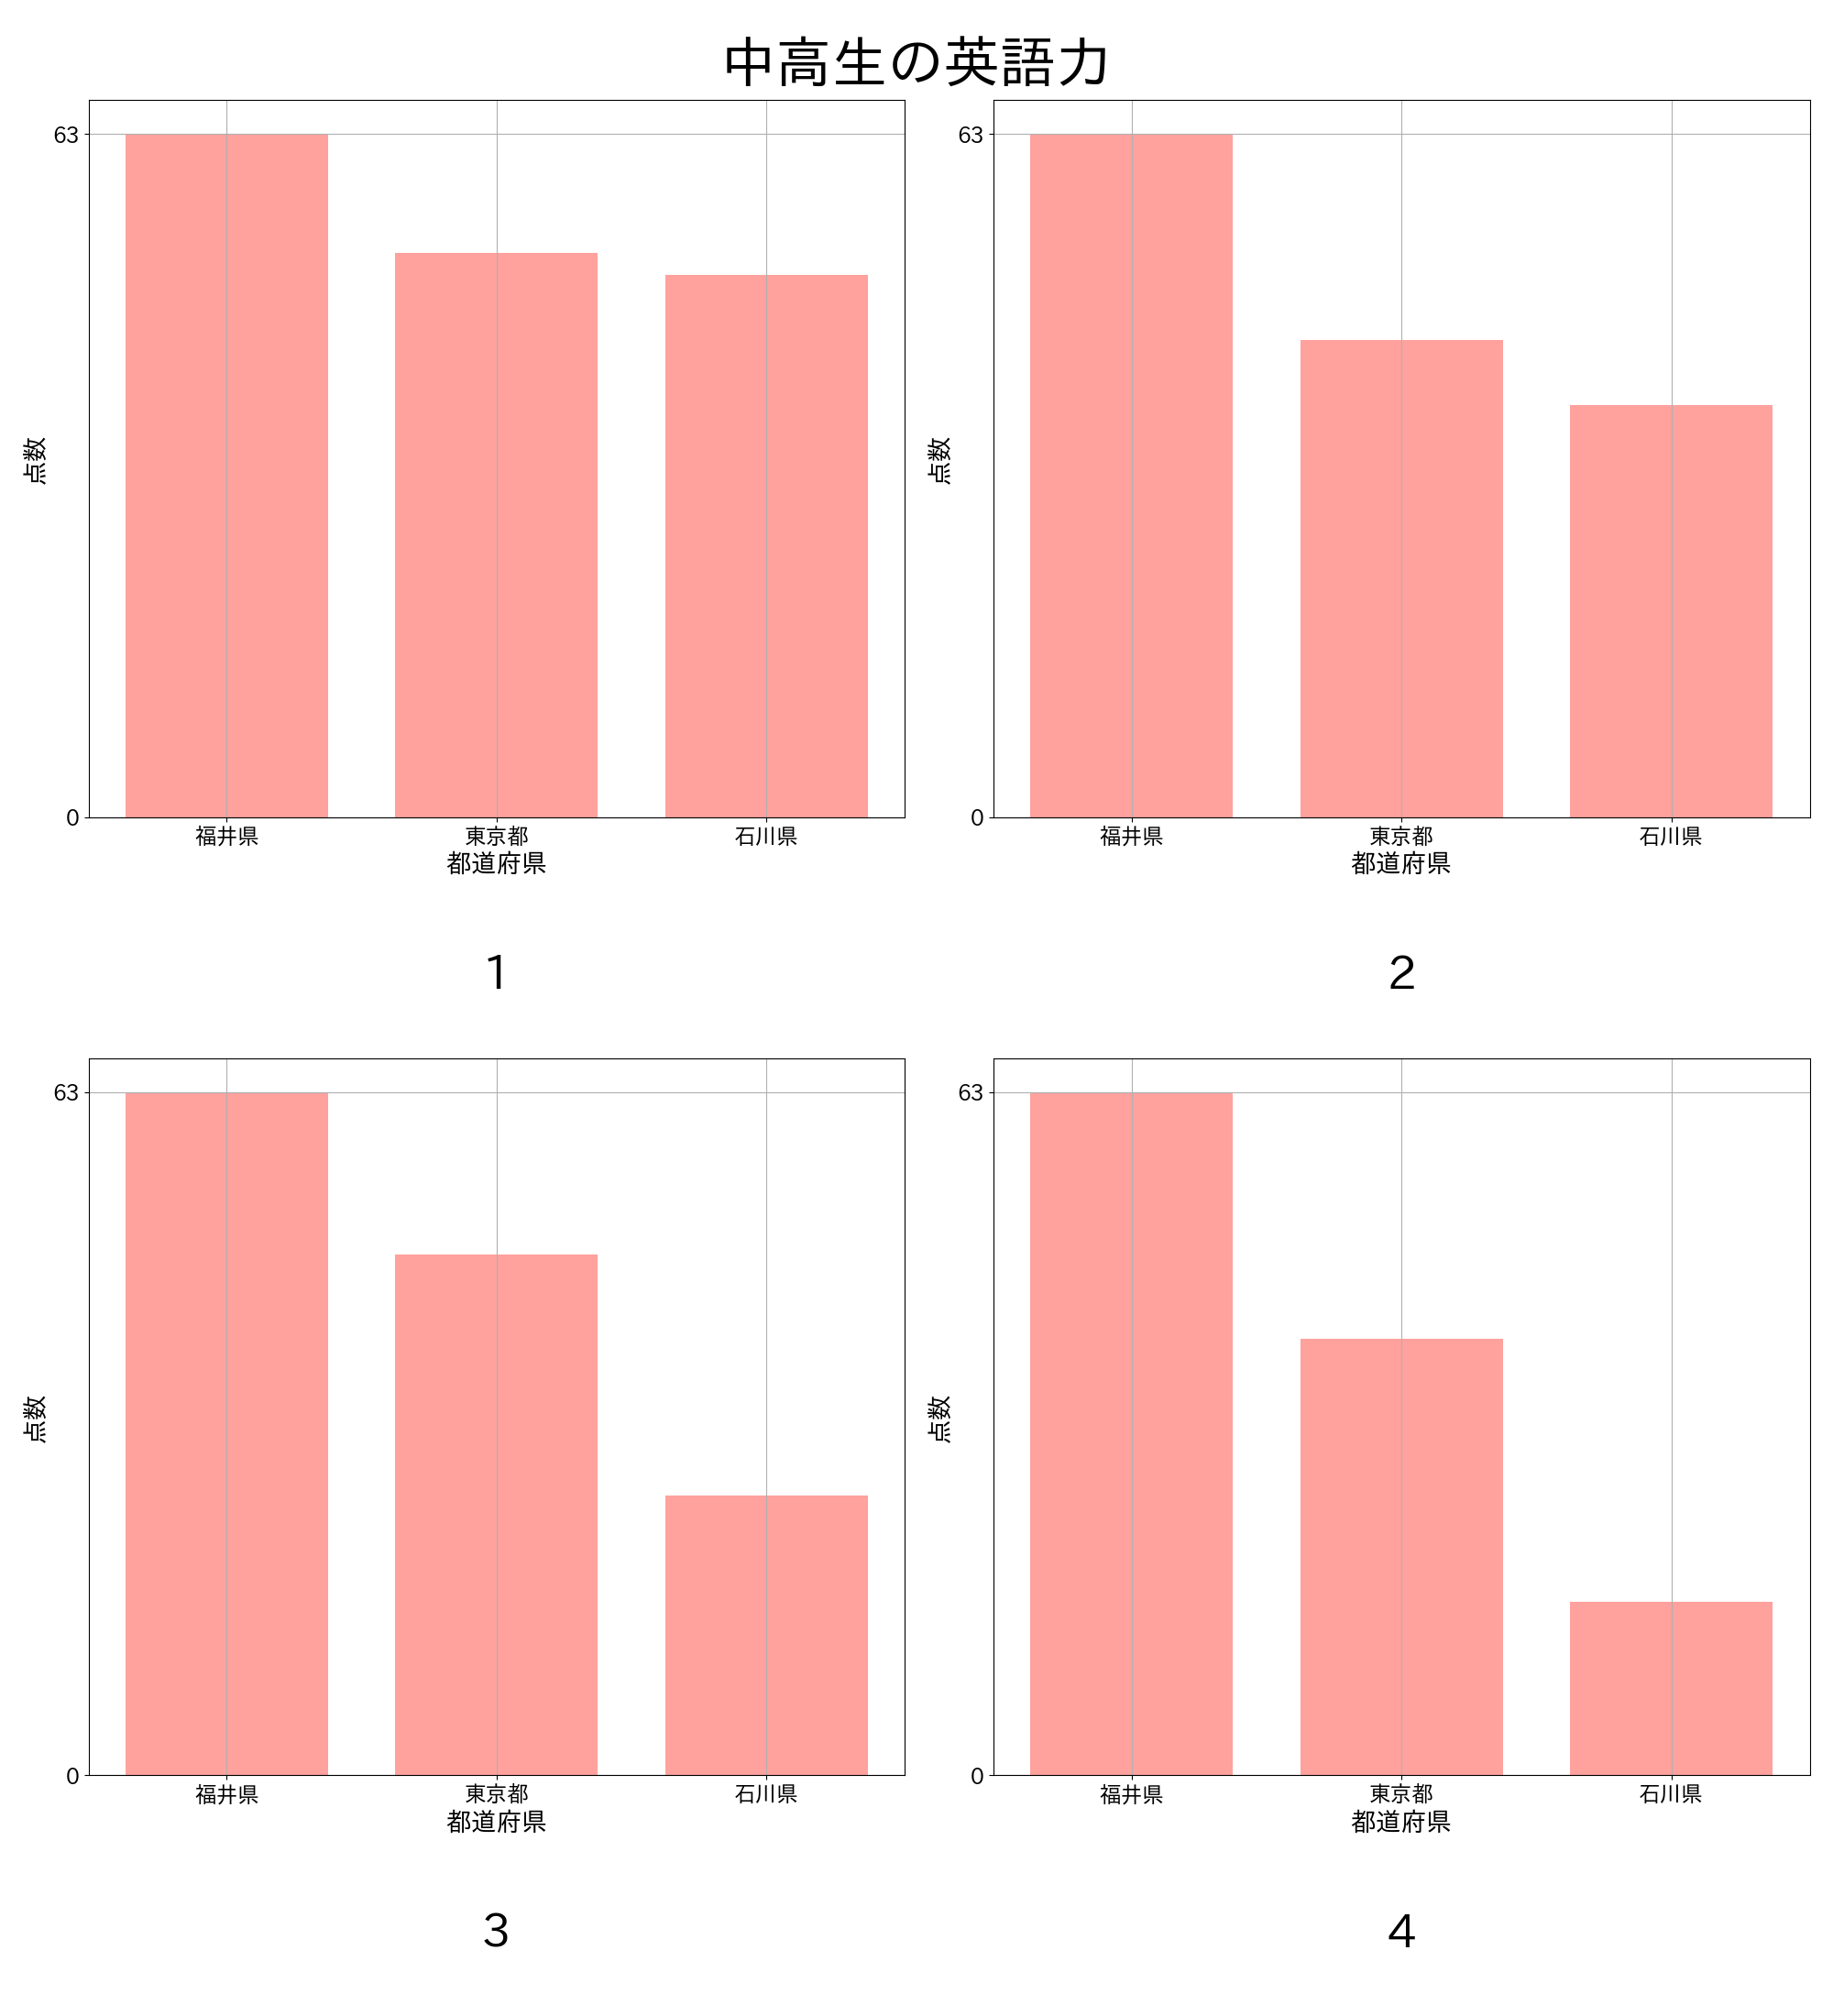 中高生の英語力
63
点数
0
福井県 東京都 石川県
都道府県
1
63
点数
0
福井県 東京都 石川県
都道府県
2
63
点数
0
福井県 東京都 石川県
都道府県
3
63
点数
0
福井県 東京都 石川県
都道府県
4